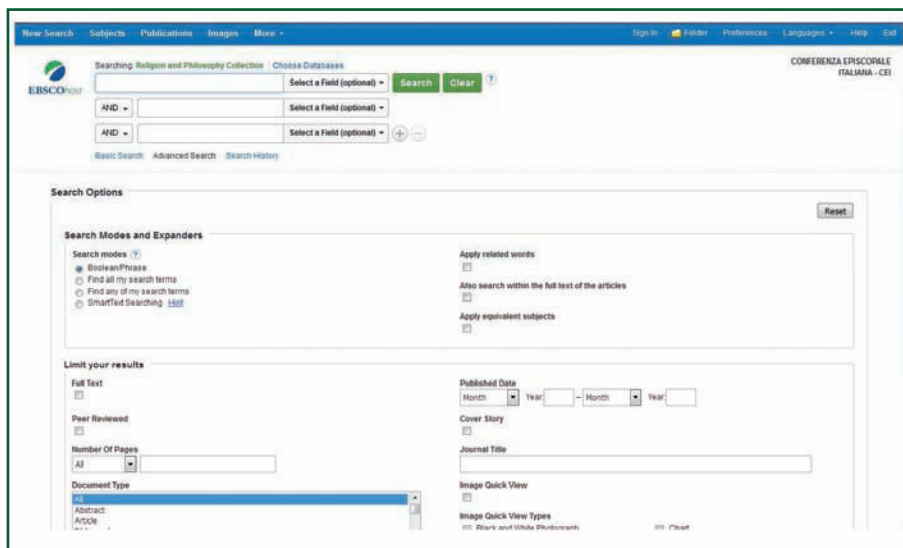 New Search Subjects Publications Images More
Sign In Folder Preferences Languages Help Exit
EBSCOhost
Searching: Religion and Philosophy Collection Choose Databases
CONFERENZA EPISCOPALE
ITALIANA - CEI
Select a Field (optional) Search Clear ?
AND Select a Field (optional)
AND Select a Field (optional) + −
Basic Search Advanced Search Search History
Search Options
Reset
Search Modes and Expanders
Search modes ?
Boolean/Phrase
Find all my search terms
Find any of my search terms
SmartText Searching Hint
Apply related words
Also search within the full text of the articles
Apply equivalent subjects
Limit your results
Full Text
Peer Reviewed
Number Of Pages
All
Document Type
All
Abstract
Article
Published Date
Month Year – Month Year
Cover Story
Journal Title
Image Quick View
Image Quick View Types
Black and White Photograph Chart